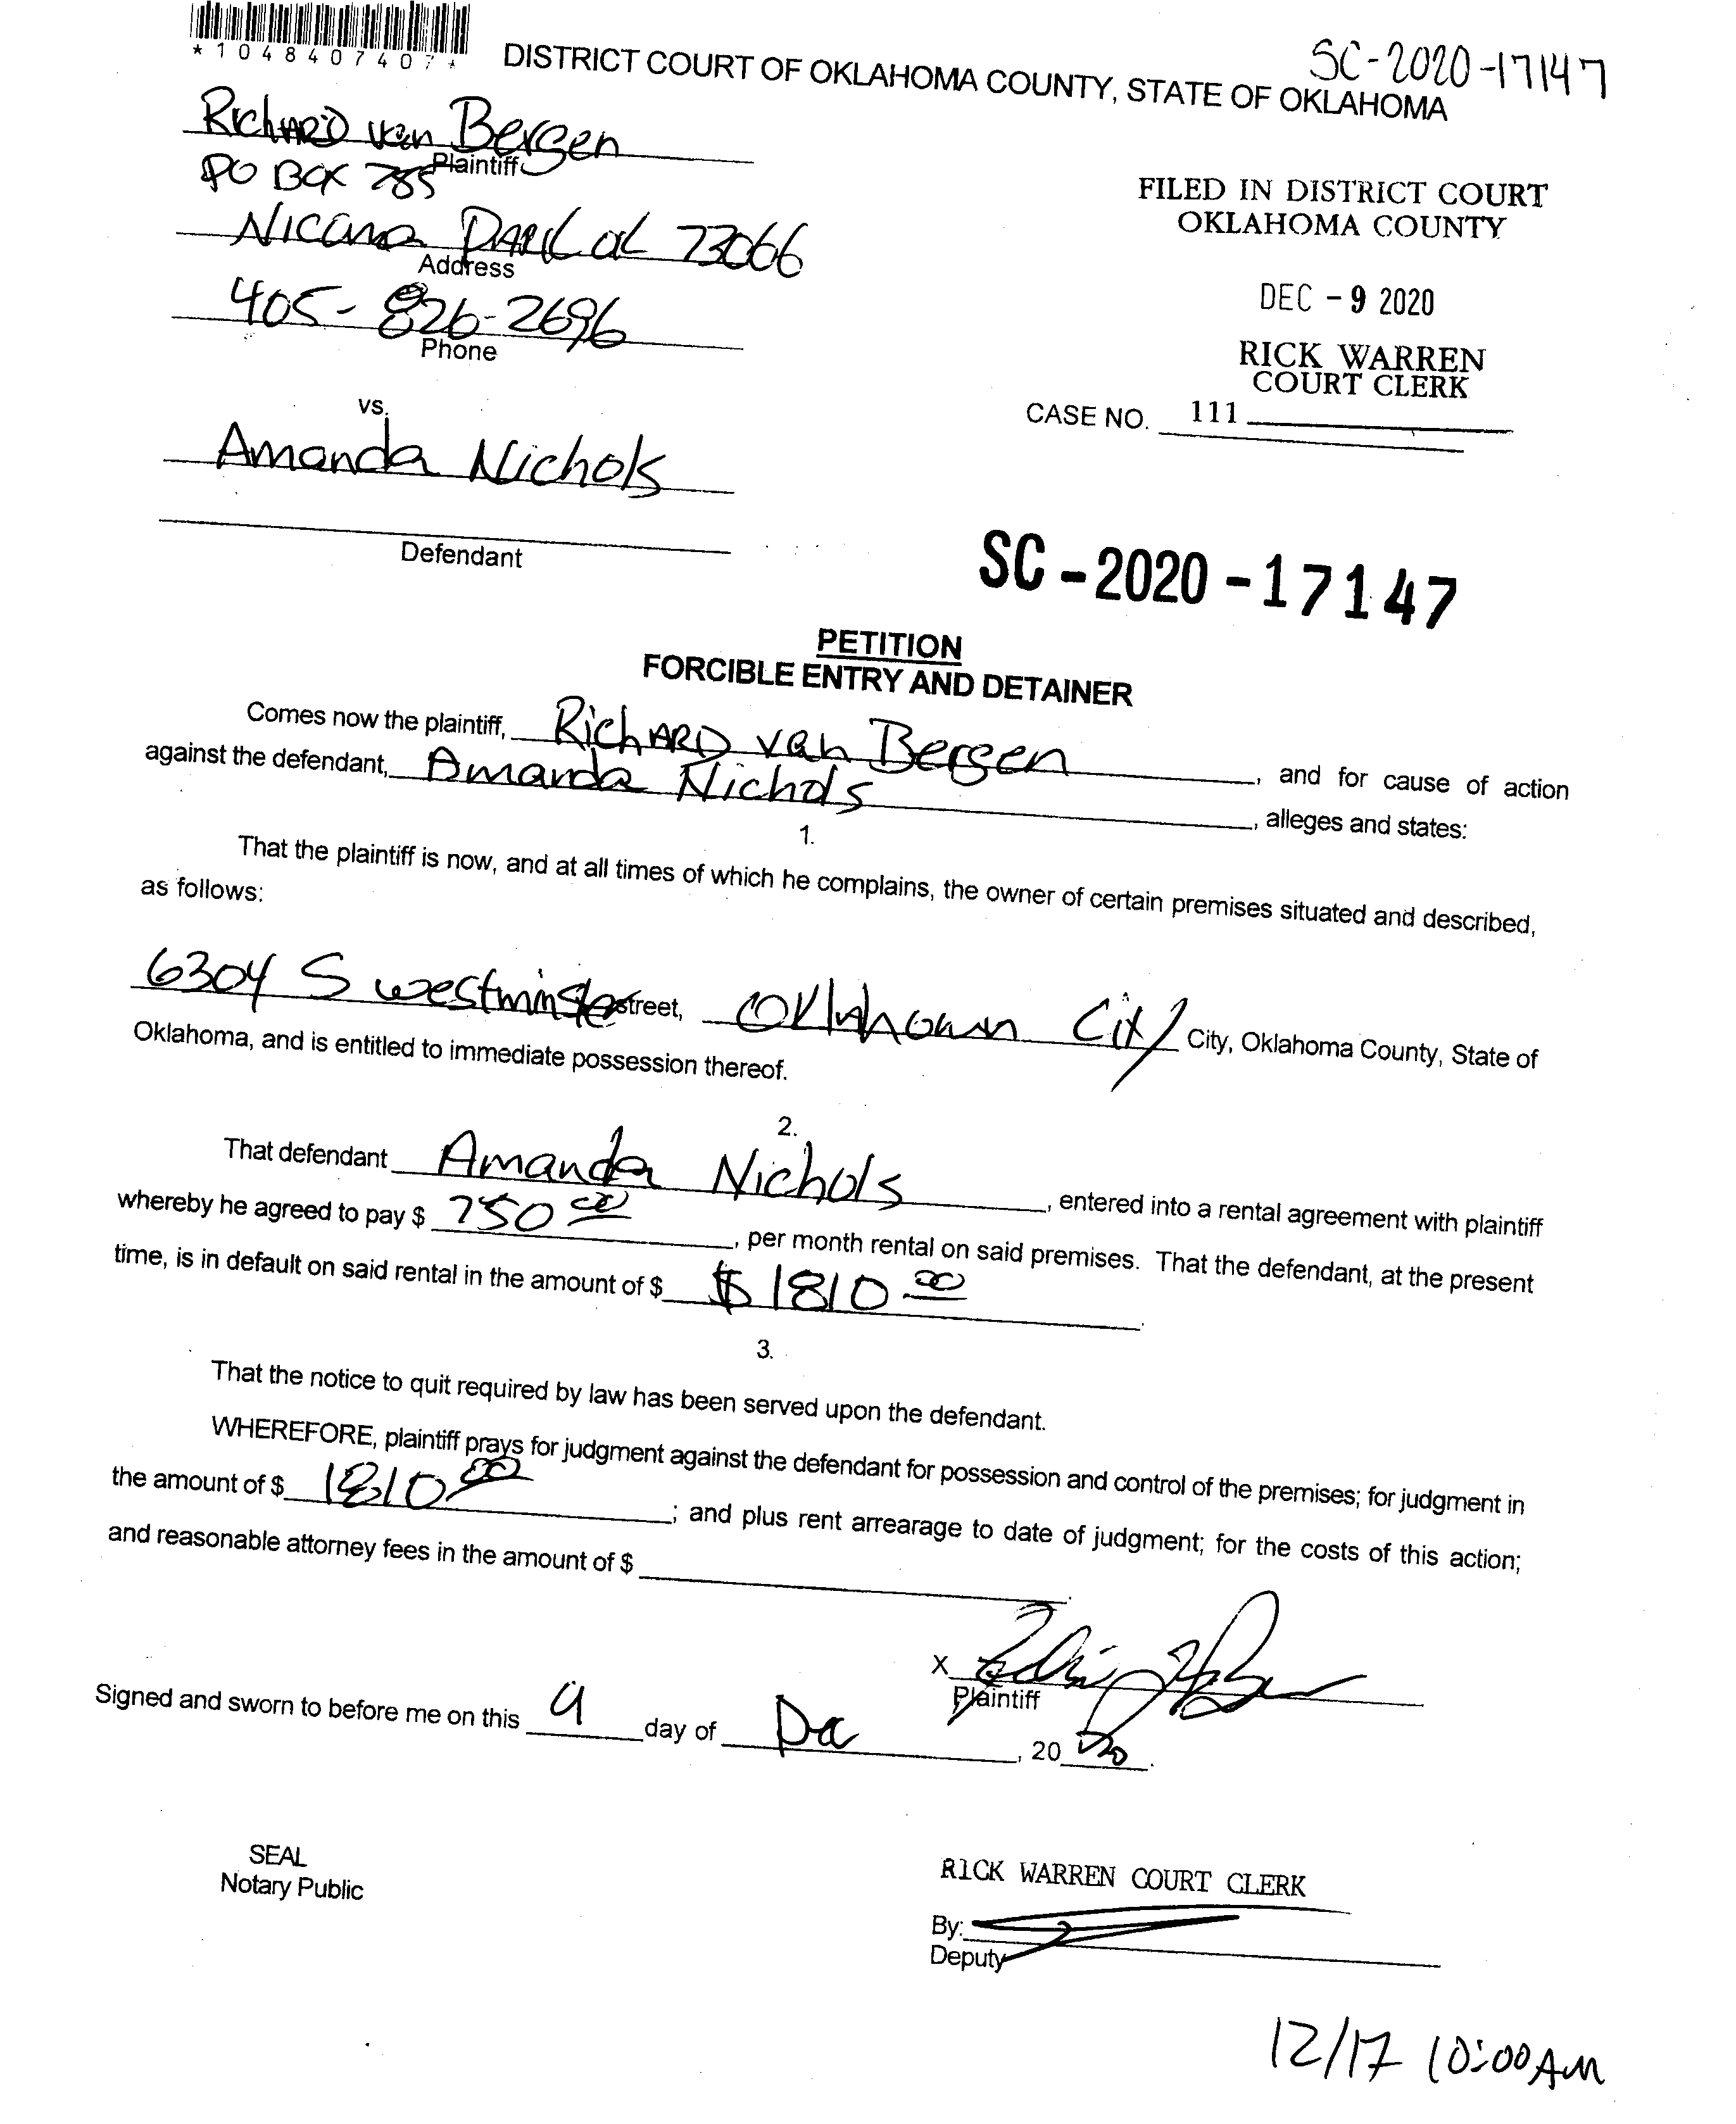 *1048407407*
SC-2020-17147
DISTRICT COURT OF OKLAHOMA COUNTY, STATE OF OKLAHOMA
RichARD van Bergen
Plaintiff
PO BOX 785
Nicoma PARK OK 73066
Address
405-826-2696
Phone
FILED IN DISTRICT COURT
OKLAHOMA COUNTY
DEC - 9 2020
RICK WARREN
COURT CLERK
CASE NO. 111
vs.
Amanda Nichols
Defendant
SC-2020-17147
PETITION
FORCIBLE ENTRY AND DETAINER
Comes now the plaintiff, RichARD van Bergen, and for cause of action
against the defendant, Amanda Nichols, alleges and states:
1.
That the plaintiff is now, and at all times of which he complains, the owner of certain premises situated and described,
as follows:
6304 S westminster street, Oklahoma City City, Oklahoma County, State of
Oklahoma, and is entitled to immediate possession thereof.
2.
That defendant Amanda Nichols, entered into a rental agreement with plaintiff
whereby he agreed to pay $ 750 00, per month rental on said premises. That the defendant, at the present
time, is in default on said rental in the amount of $ $1810 00.
3.
That the notice to quit required by law has been served upon the defendant.
WHEREFORE, plaintiff prays for judgment against the defendant for possession and control of the premises; for judgment in
the amount of $ 1810 00; and plus rent arrearage to date of judgment; for the costs of this action;
and reasonable attorney fees in the amount of $
X
Plaintiff
Signed and sworn to before me on this 9 day of Dec, 20 2020.
SEAL
Notary Public
RICK WARREN COURT CLERK
By:
Deputy
12/17 10:00AM